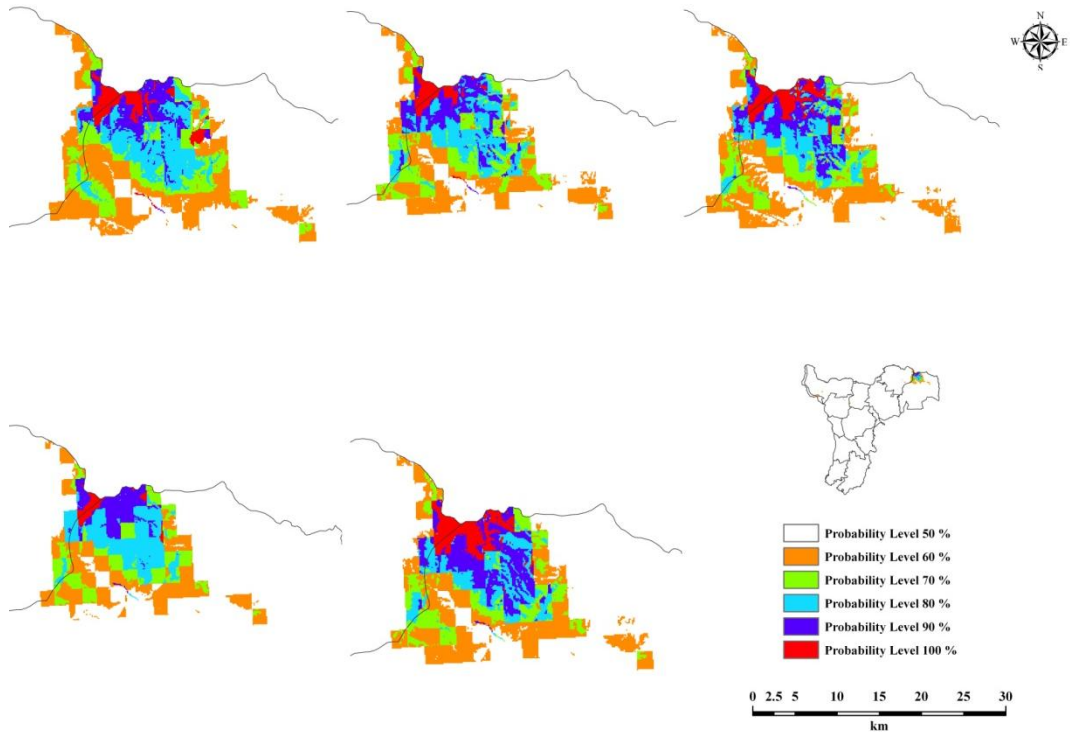 N
W E
S
Probability Level 50 %
Probability Level 60 %
Probability Level 70 %
Probability Level 80 %
Probability Level 90 %
Probability Level 100 %
0 2.5 5 10 15 20 25 30
km